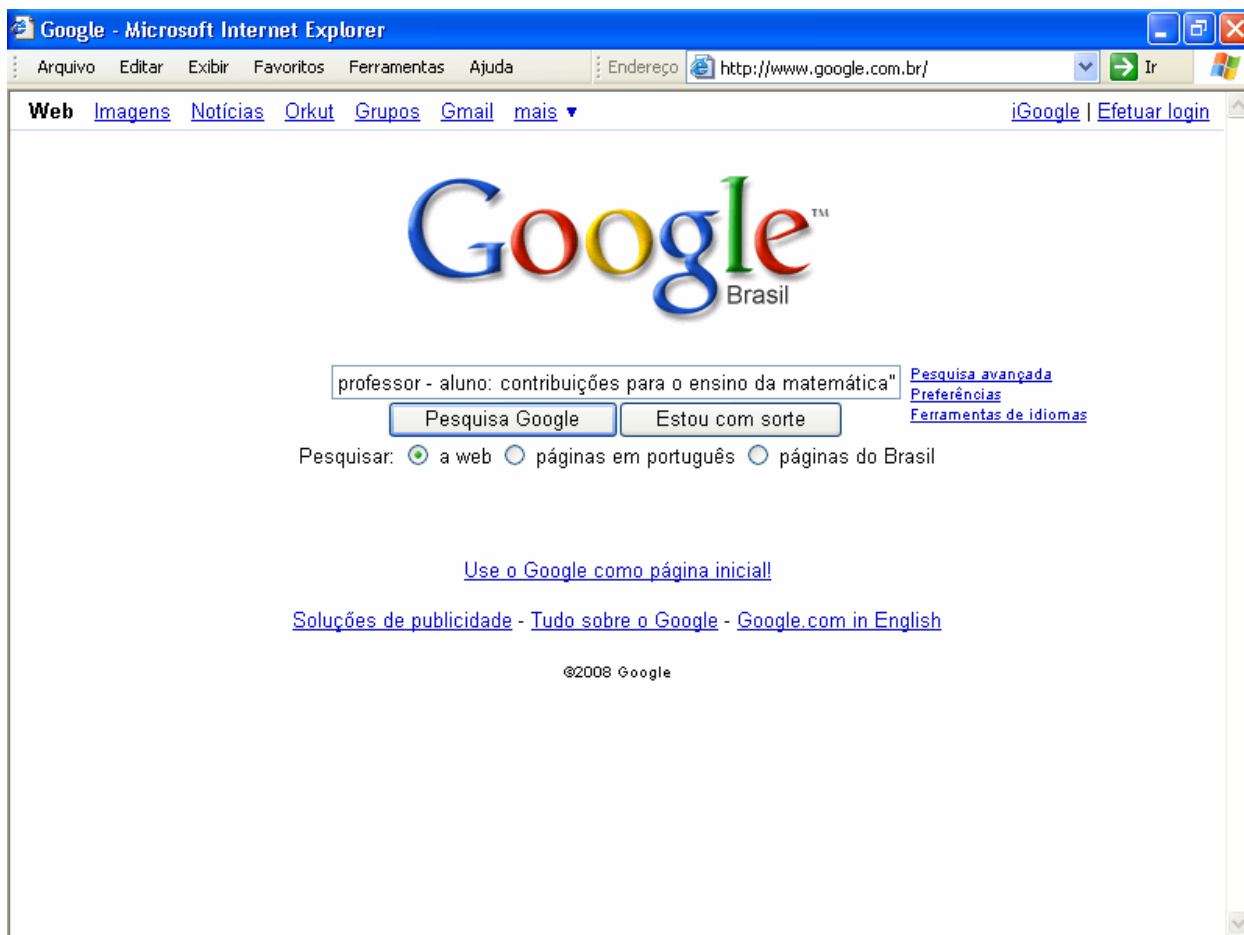 Google - Microsoft Internet Explorer
Arquivo Editar Exibir Favoritos Ferramentas Ajuda Endereço http://www.google.com.br/ Ir
Web Imagens Notícias Orkut Grupos Gmail mais ▼ iGoogle | Efetuar login
Google™
Brasil
professor - aluno: contribuições para o ensino da matemática"
Pesquisa avançada
Preferências
Ferramentas de idiomas
Pesquisa Google Estou com sorte
Pesquisar: a web páginas em português páginas do Brasil
Use o Google como página inicial!
Soluções de publicidade - Tudo sobre o Google - Google.com in English
©2008 Google